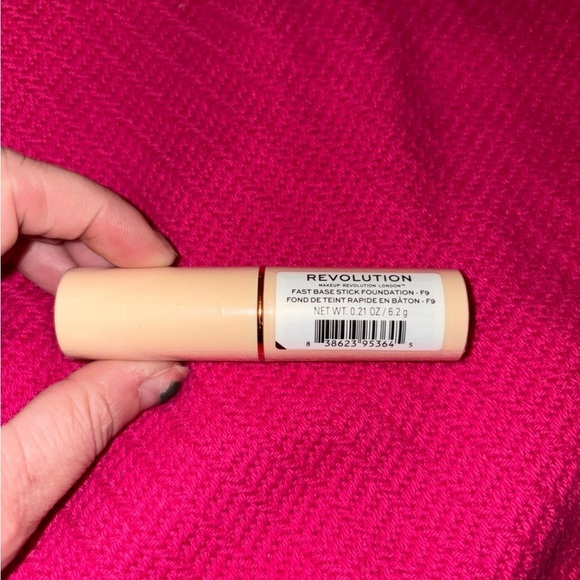 REVOLUTION
MAKEUP REVOLUTION LONDON™
FAST BASE STICK FOUNDATION - F9
FOND DE TEINT RAPIDE EN BÂTON - F9
NET WT. 0.21 OZ / 6.2 g
8 38623 95364 5